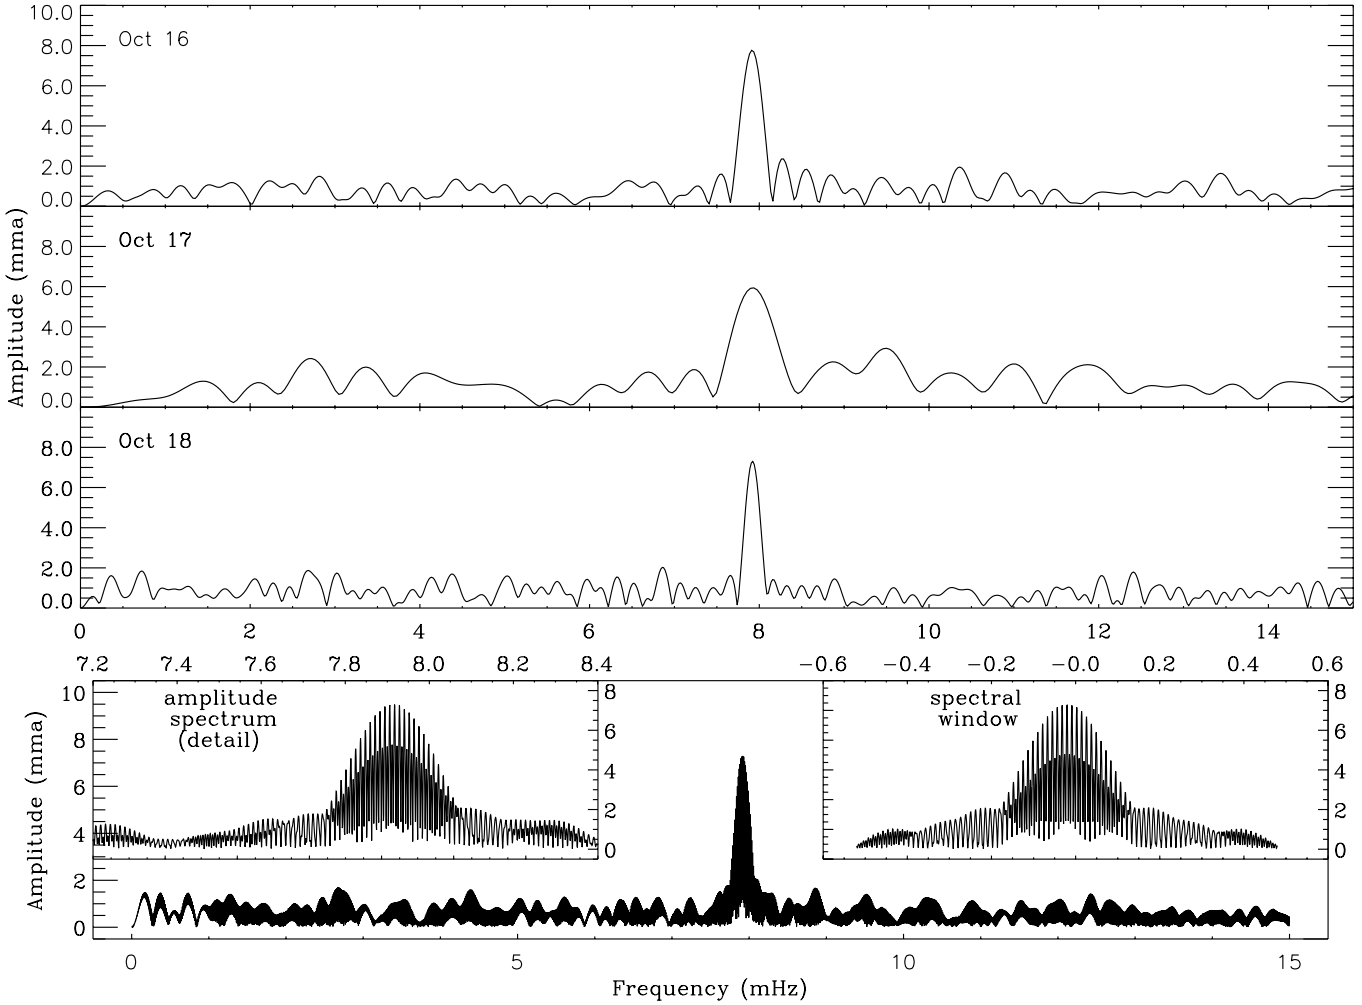 10.0
Oct 16
8.0
6.0
4.0
2.0
0.0
Oct 17
8.0
6.0
4.0
2.0
0.0
Amplitude (mma)
Oct 18
8.0
6.0
4.0
2.0
0.0
0 2 4 6 8 10 12 14
7.2 7.4 7.6 7.8 8.0 8.2 8.4 −0.6 −0.4 −0.2 −0.0 0.2 0.4 0.6
amplitude
spectrum
(detail)
8
6
4
2
0
spectral
window
8
6
4
2
0
10
8
6
4
2
0
Amplitude (mma)
0 5 10 15
Frequency (mHz)